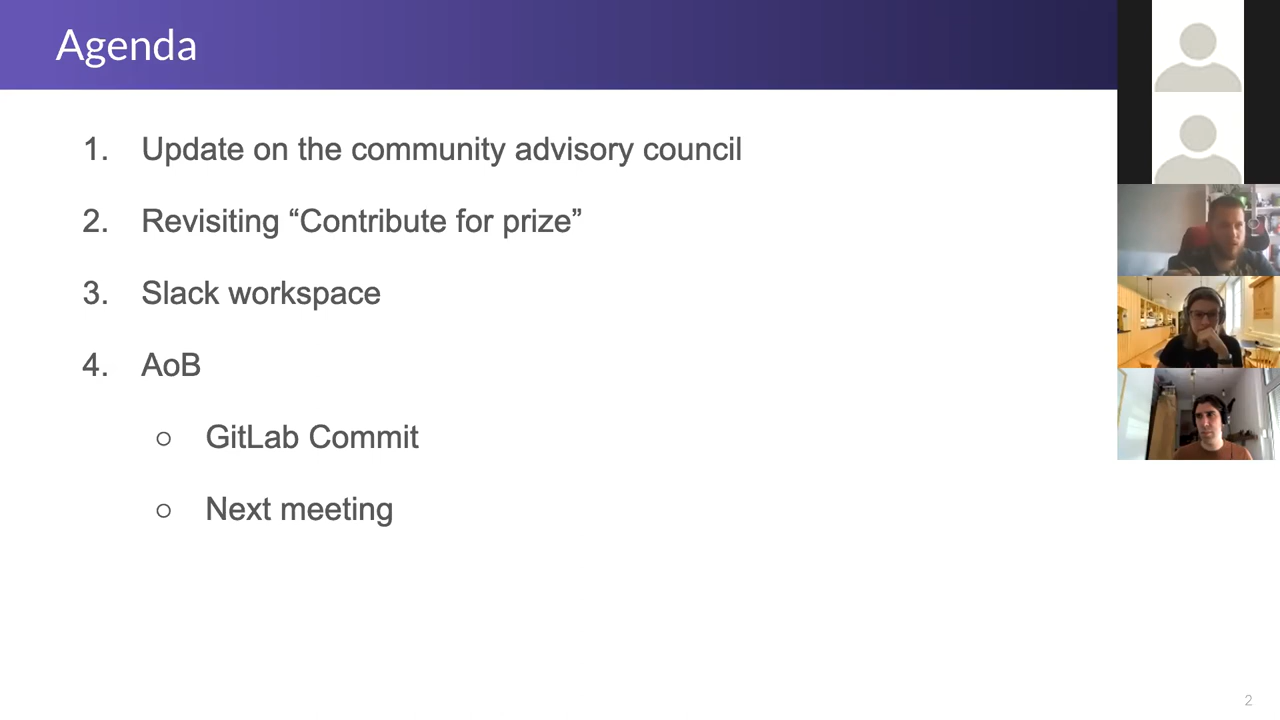 Agenda
1. Update on the community advisory council
2. Revisiting “Contribute for prize”
3. Slack workspace
4. AoB
○ GitLab Commit
○ Next meeting
2